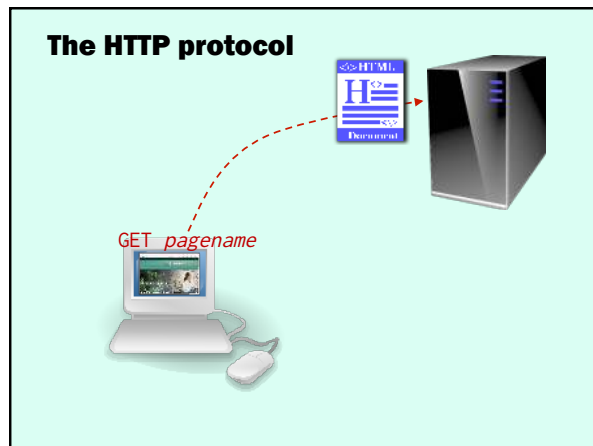 The HTTP protocol
<>HTML
H
<>
</>
Document
GET pagename